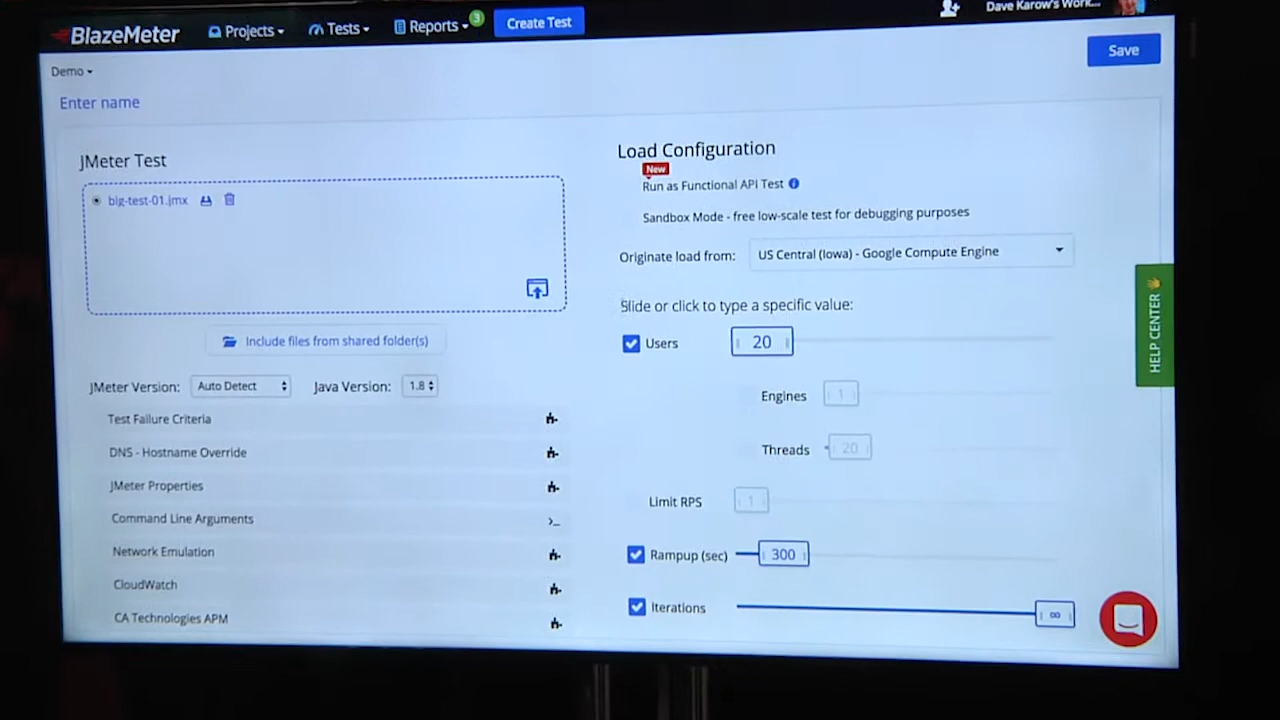 BlazeMeter Projects Tests Reports 3 Create Test Dave Karow's Work...
Demo
Save
Enter name
JMeter Test
big-test-01.jmx
Include files from shared folder(s)
JMeter Version: Auto Detect Java Version: 1.8
Test Failure Criteria
DNS - Hostname Override
JMeter Properties
Command Line Arguments >_
Network Emulation
CloudWatch
CA Technologies APM
Load Configuration
New
Run as Functional API Test i
Sandbox Mode - free low-scale test for debugging purposes
Originate load from: US Central (Iowa) - Google Compute Engine
Slide or click to type a specific value:
Users 20
Engines 1
Threads 20
Limit RPS 1
Rampup (sec) 300
Iterations ∞
HELP CENTER